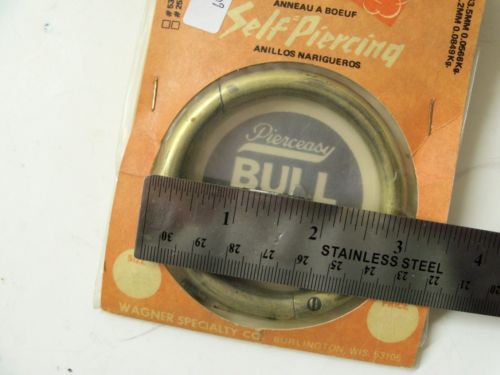 ANNEAU A BOEUF
Self-Piercing
ANILLOS NARIGUEROS
Pierceasy
BULL
1 2 3 4
STAINLESS STEEL
30 29 28 27 26 25 24 23 22 21 20
WAGNER SPECIALTY CO. BURLINGTON, WIS. 53105